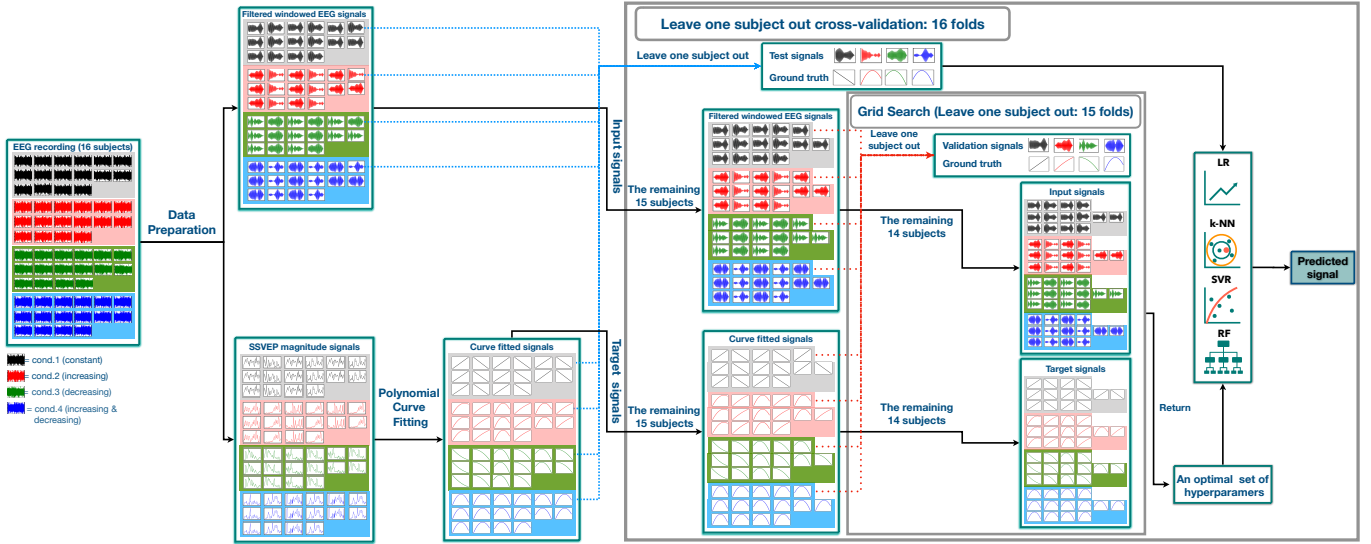 Filtered windowed EEG signals
Leave one subject out cross-validation: 16 folds
Leave one subject out
Test signals
Ground truth
EEG recording (16 subjects)
Data
Preparation
Input signals
Filtered windowed EEG signals
Grid Search (Leave one subject out: 15 folds)
Leave one
subject out
Validation signals
Ground truth
The remaining
15 subjects
The remaining
14 subjects
Input signals
LR
k-NN
SVR
RF
Predicted
signal
= cond.1 (constant)
= cond.2 (increasing)
= cond.3 (decreasing)
= cond.4 (increasing &
decreasing)
SSVEP magnitude signals
Polynomial
Curve
Fitting
Curve fitted signals
Target signals
The remaining
15 subjects
Curve fitted signals
The remaining
14 subjects
Target signals
Return
An optimal set of
hyperparamers